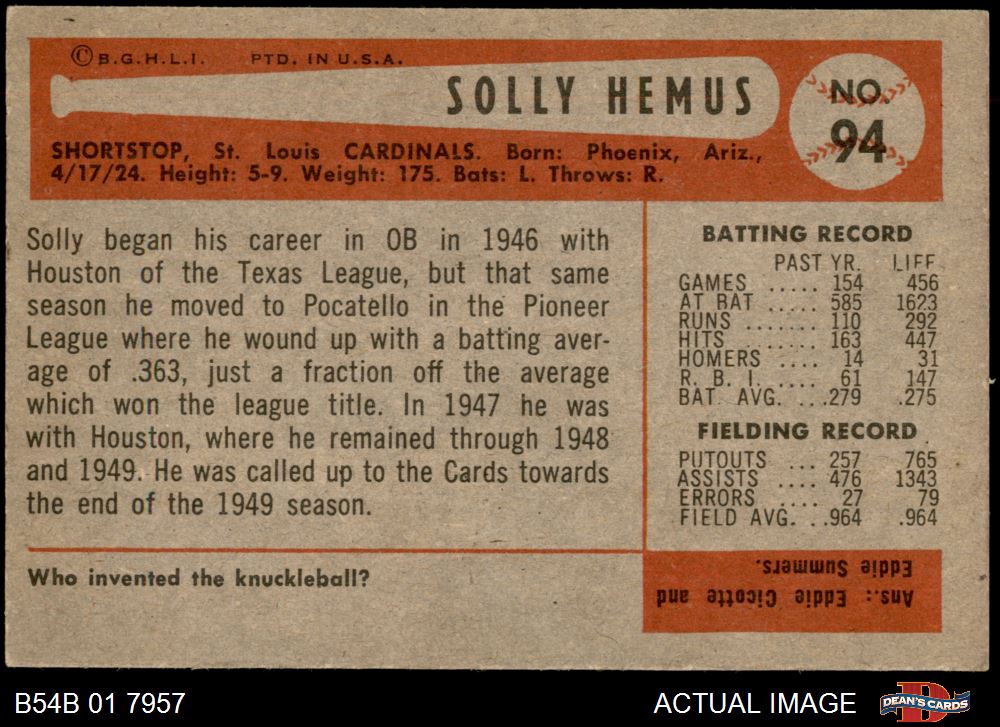 ©B.G.H.L.I. PTD. IN U.S.A.
SOLLY HEMUS
NO.
94
SHORTSTOP, St. Louis CARDINALS. Born: Phoenix, Ariz.,
4/17/24. Height: 5-9. Weight: 175. Bats: L. Throws: R.
Solly began his career in OB in 1946 with
Houston of the Texas League, but that same
season he moved to Pocatello in the Pioneer
League where he wound up with a batting aver-
age of .363, just a fraction off the average
which won the league title. In 1947 he was
with Houston, where he remained through 1948
and 1949. He was called up to the Cards towards
the end of the 1949 season.
Who invented the knuckleball?
BATTING RECORD
PAST YR. LIFE
GAMES ..... 154 456
AT BAT ..... 585 1623
RUNS ....... 110 292
HITS ........ 163 447
HOMERS .... 14 31
R. B. I. .... 61 147
BAT. AVG. ...279 .275
FIELDING RECORD
PUTOUTS ... 257 765
ASSISTS .... 476 1343
ERRORS .... 27 79
FIELD AVG. ..964 .964
Ans.: Eddie Cicotte and
Eddie Summers.
B54B 01 7957
ACTUAL IMAGE
D
DEAN'S CARDS